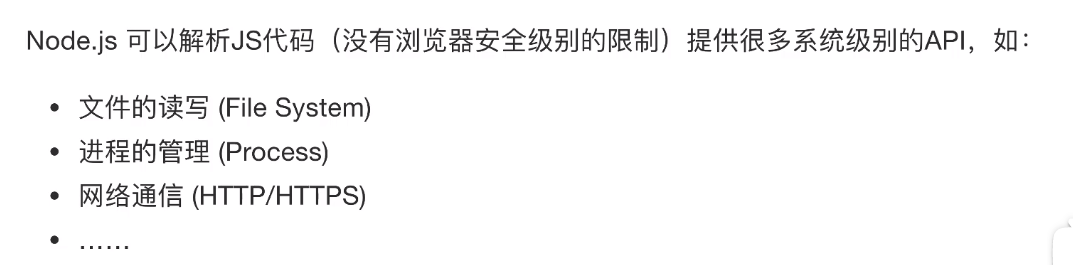 Node.js 可以解析JS代码（没有浏览器安全级别的限制）提供很多系统级别的API，如：
• 文件的读写 (File System)
• 进程的管理 (Process)
• 网络通信 (HTTP/HTTPS)
• ……